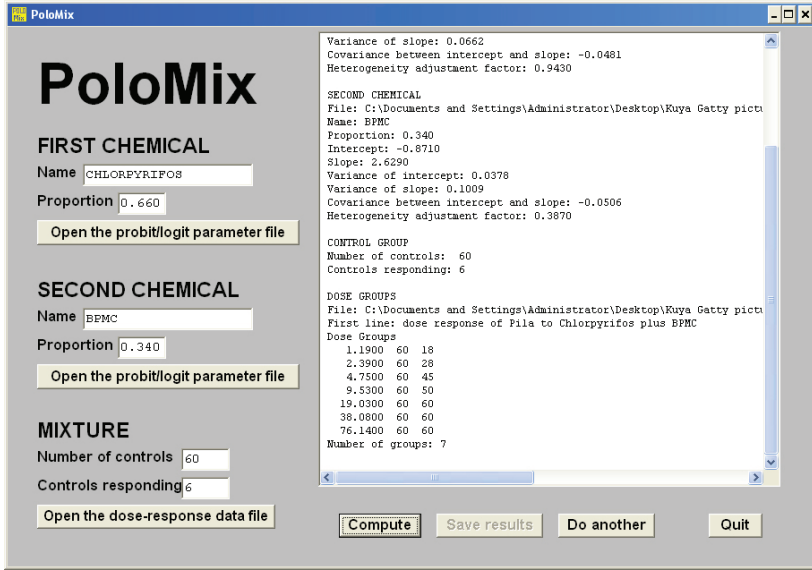 PoloMix
PoloMix
FIRST CHEMICAL
Name CHLORPYRIFOS
Proportion 0.660
Open the probit/logit parameter file
SECOND CHEMICAL
Name BPMC
Proportion 0.340
Open the probit/logit parameter file
MIXTURE
Number of controls 60
Controls responding 6
Open the dose-response data file
Variance of slope: 0.0662
Covariance between intercept and slope: -0.0481
Heterogeneity adjustment factor: 0.9430
SECOND CHEMICAL
File: C:\Documents and Settings\Administrator\Desktop\Kuya Gatty pictu
Name: BPMC
Proportion: 0.340
Intercept: -0.8710
Slope: 2.6290
Variance of intercept: 0.0378
Variance of slope: 0.1009
Covariance between intercept and slope: -0.0506
Heterogeneity adjustment factor: 0.3870
CONTROL GROUP
Number of controls: 60
Controls responding: 6
DOSE GROUPS
File: C:\Documents and Settings\Administrator\Desktop\Kuya Gatty pictu
First line: dose response of Pila to Chlorpyrifos plus BPMC
Dose Groups
1.1900 60 18
2.3900 60 28
4.7500 60 45
9.5300 60 50
19.0300 60 60
38.0800 60 60
76.1400 60 60
Number of groups: 7
Compute Save results Do another Quit